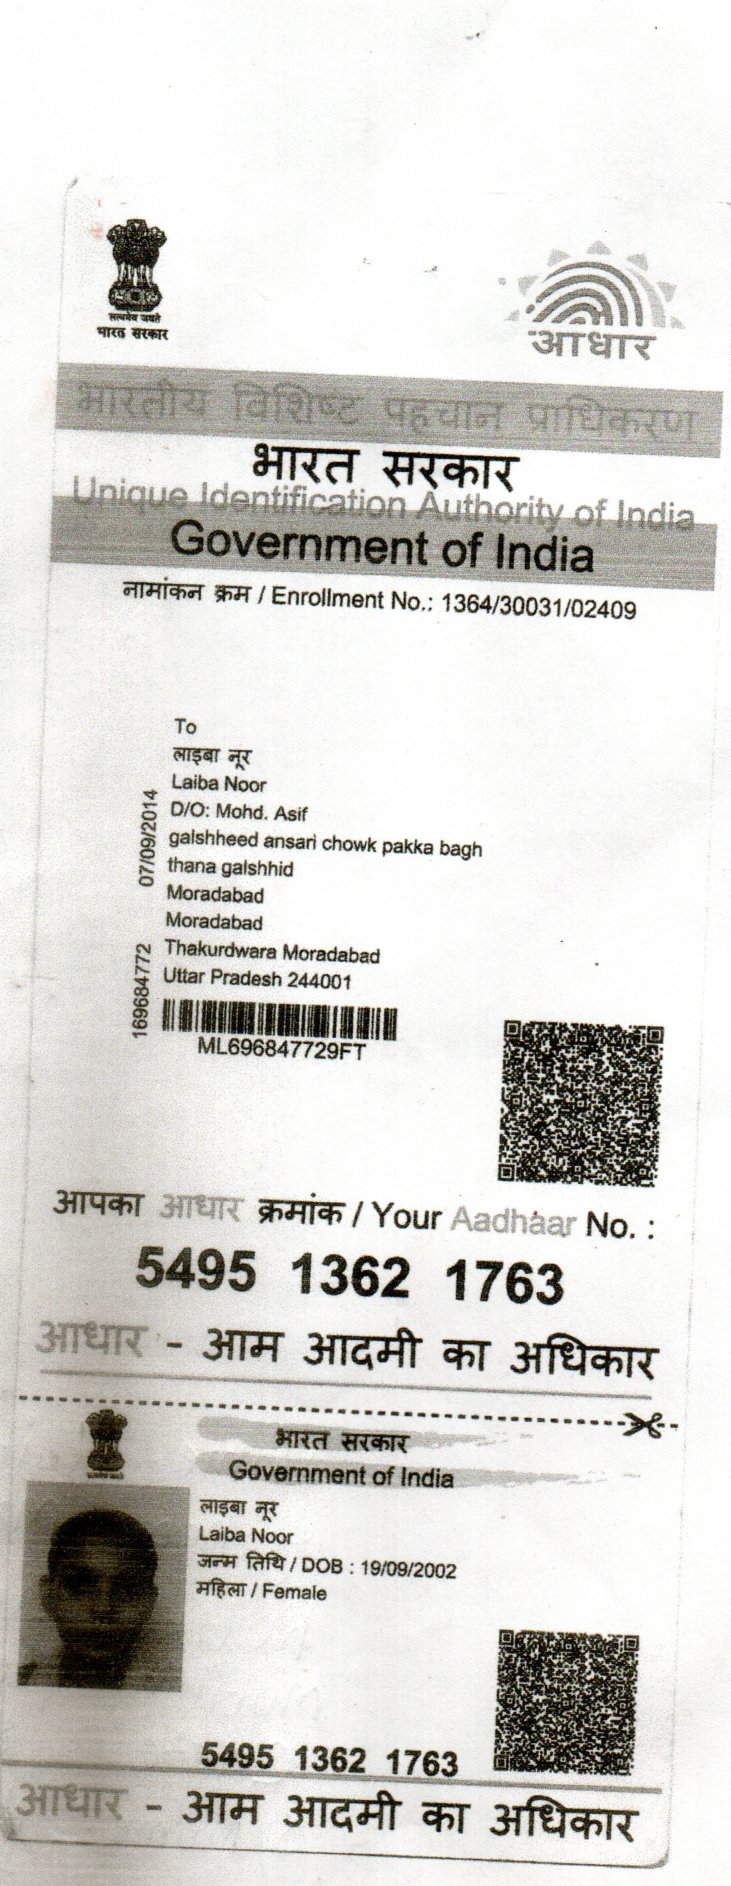 सत्यमेव जयते
भारत सरकार
आधार
भारतीय विशिष्ट पहचान प्राधिकरण
भारत सरकार
Unique Identification Authority of India
Government of India
नामांकन क्रम / Enrollment No.: 1364/30031/02409
To
लाइबा नूर
Laiba Noor
D/O: Mohd. Asif
galshheed ansari chowk pakka bagh
thana galshhid
Moradabad
Moradabad
Thakurdwara Moradabad
Uttar Pradesh 244001
07/09/2014
169684772
ML696847729FT
आपका आधार क्रमांक / Your Aadhaar No. :
5495 1362 1763
आधार - आम आदमी का अधिकार
भारत सरकार
Government of India
लाइबा नूर
Laiba Noor
जन्म तिथि / DOB : 19/09/2002
महिला / Female
5495 1362 1763
आधार - आम आदमी का अधिकार